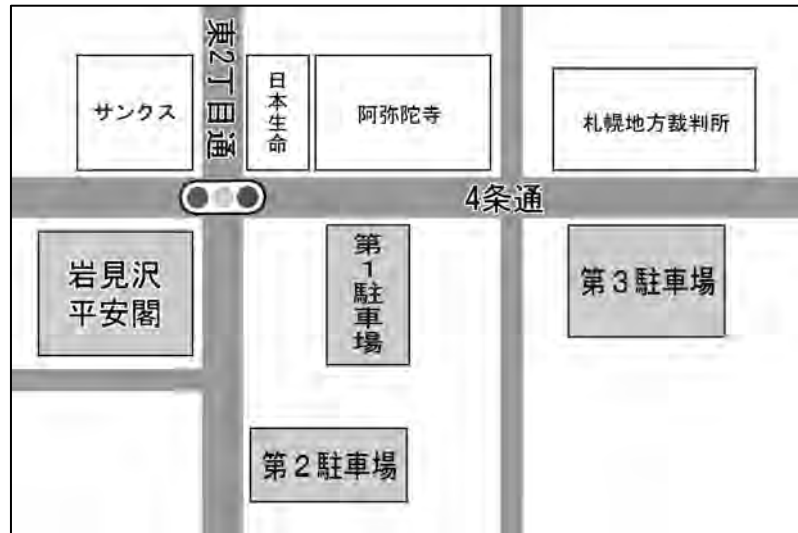 東2丁目通
サンクス
日本生命
阿弥陀寺
札幌地方裁判所
4条通
岩見沢
平安閣
第1駐車場
第3駐車場
第2駐車場